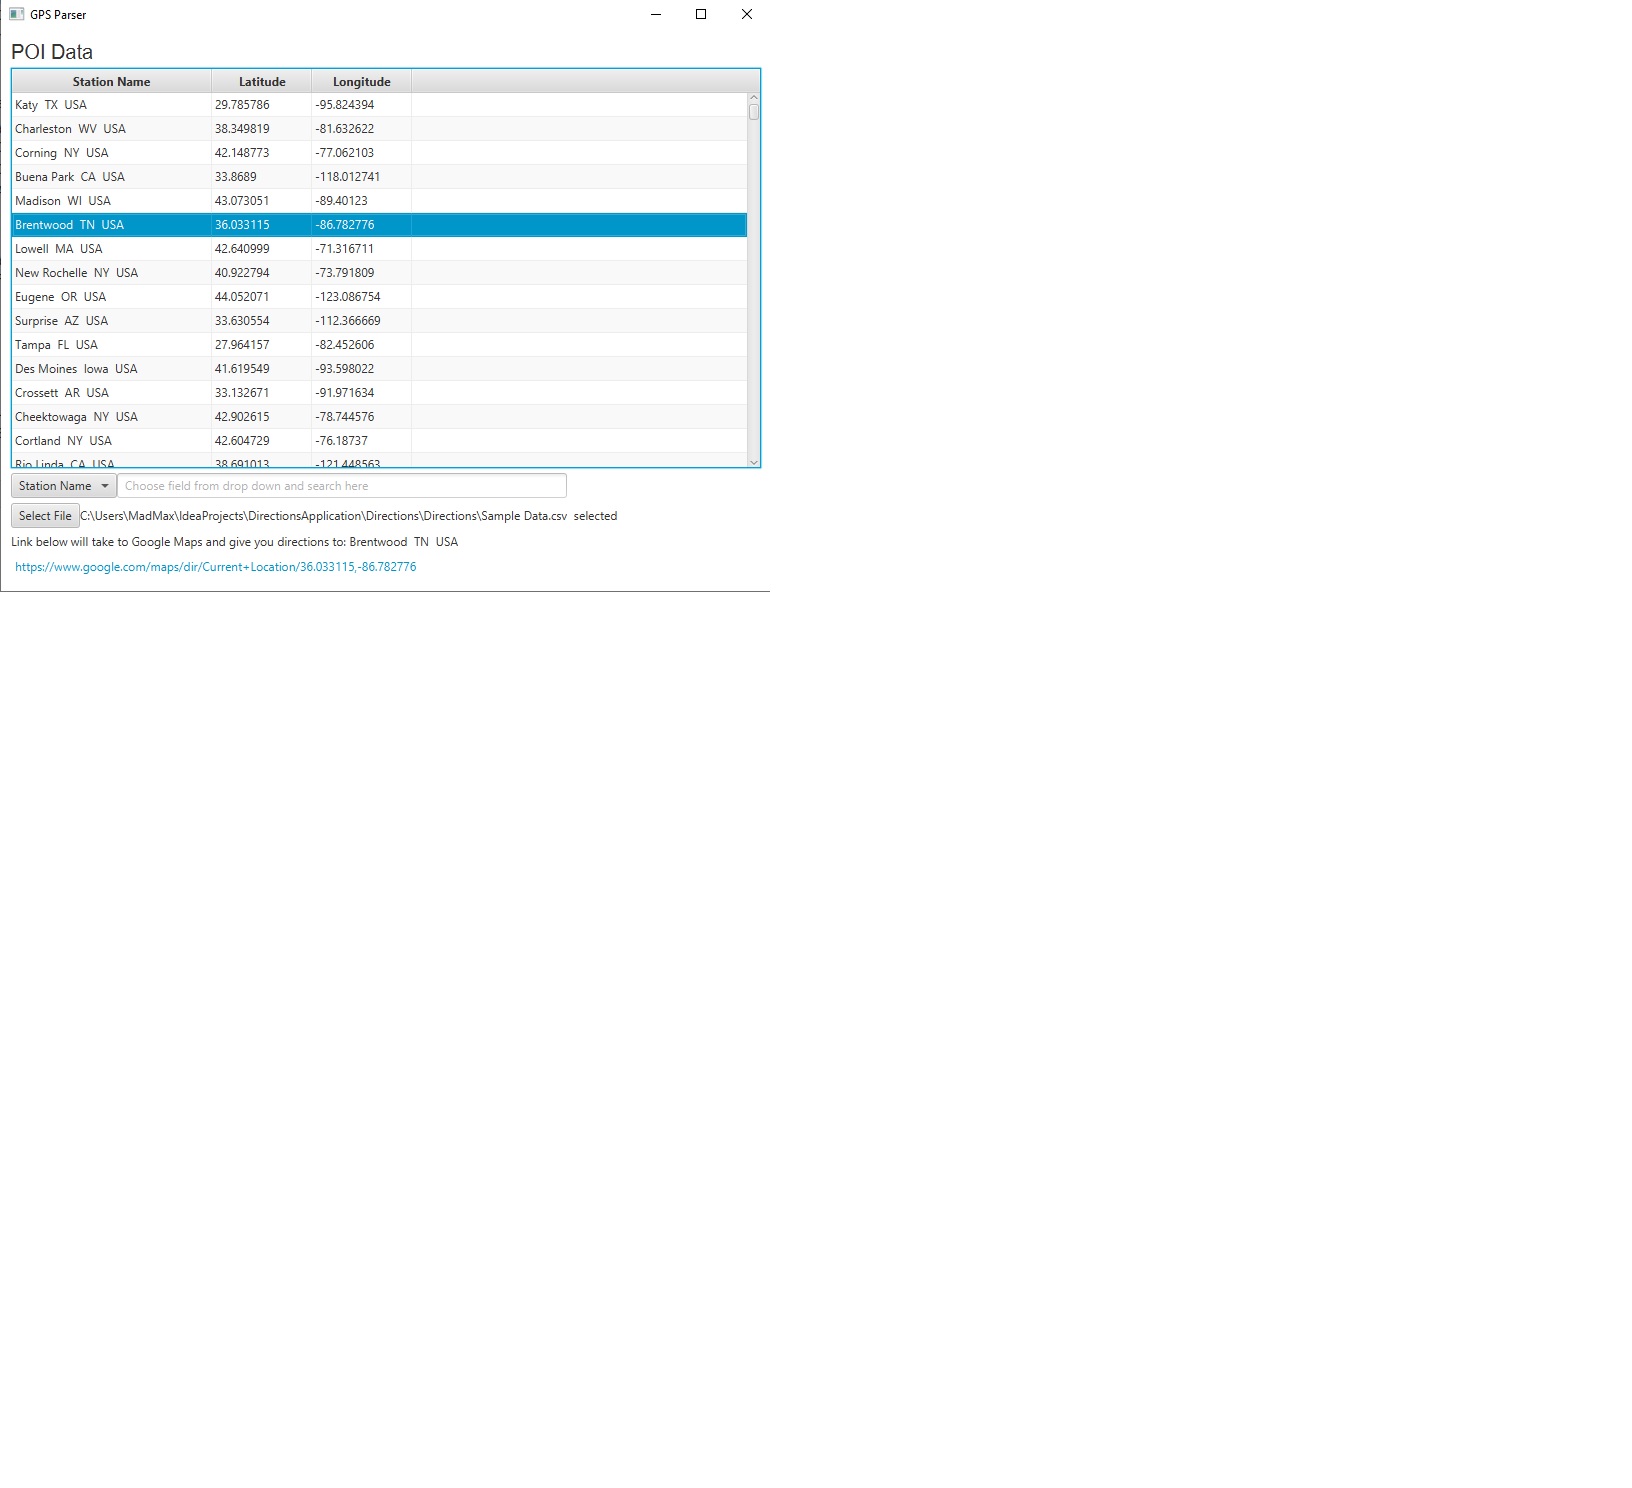 GPS Parser
POI Data
Station Name Latitude Longitude
Katy  TX  USA 29.785786 -95.824394
Charleston  WV  USA 38.349819 -81.632622
Corning  NY  USA 42.148773 -77.062103
Buena Park  CA  USA 33.8689 -118.012741
Madison  WI  USA 43.073051 -89.40123
Brentwood  TN  USA 36.033115 -86.782776
Lowell  MA  USA 42.640999 -71.316711
New Rochelle  NY  USA 40.922794 -73.791809
Eugene  OR  USA 44.052071 -123.086754
Surprise  AZ  USA 33.630554 -112.366669
Tampa  FL  USA 27.964157 -82.452606
Des Moines  Iowa  USA 41.619549 -93.598022
Crossett  AR  USA 33.132671 -91.971634
Cheektowaga  NY  USA 42.902615 -78.744576
Cortland  NY  USA 42.604729 -76.18737
Rio Linda  CA  USA 38.691013 -121.448563
Station Name Choose field from drop down and search here
Select File C:\Users\MadMax\IdeaProjects\DirectionsApplication\Directions\Directions\Sample Data.csv  selected
Link below will take to Google Maps and give you directions to: Brentwood  TN  USA
https://www.google.com/maps/dir/Current+Location/36.033115,-86.782776